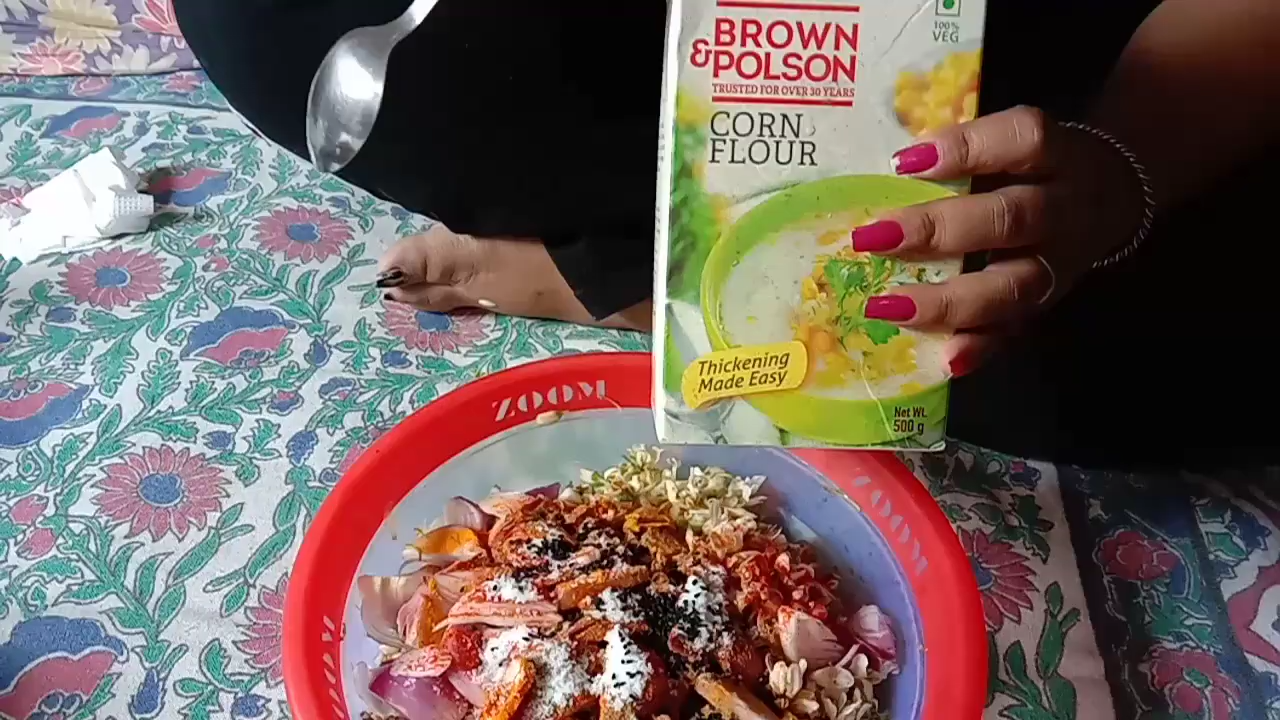 BROWN
& POLSON
TRUSTED FOR OVER 30 YEARS
CORN
FLOUR
100%
VEG
Thickening
Made Easy
Net Wt.
500 g
ZOOM
ZOOM
ZOOM